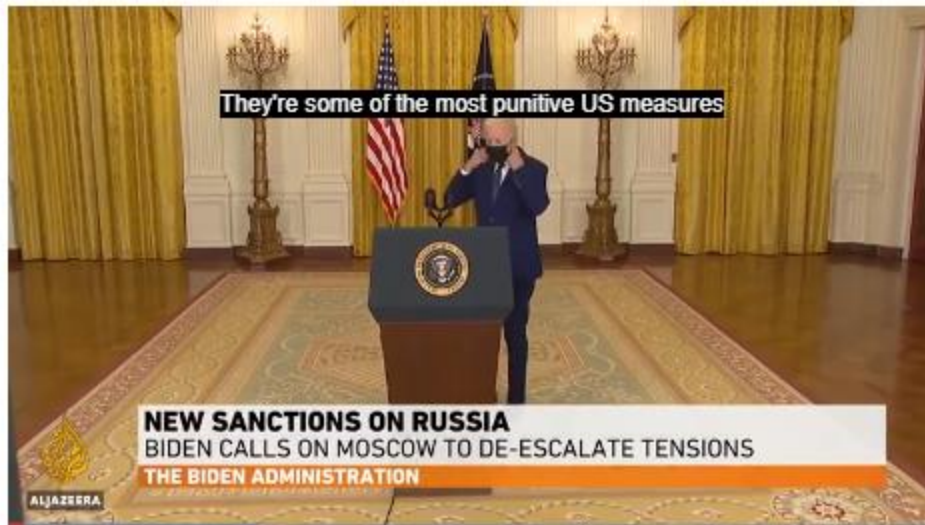 They're some of the most punitive US measures
NEW SANCTIONS ON RUSSIA
BIDEN CALLS ON MOSCOW TO DE-ESCALATE TENSIONS
THE BIDEN ADMINISTRATION
ALJAZEERA